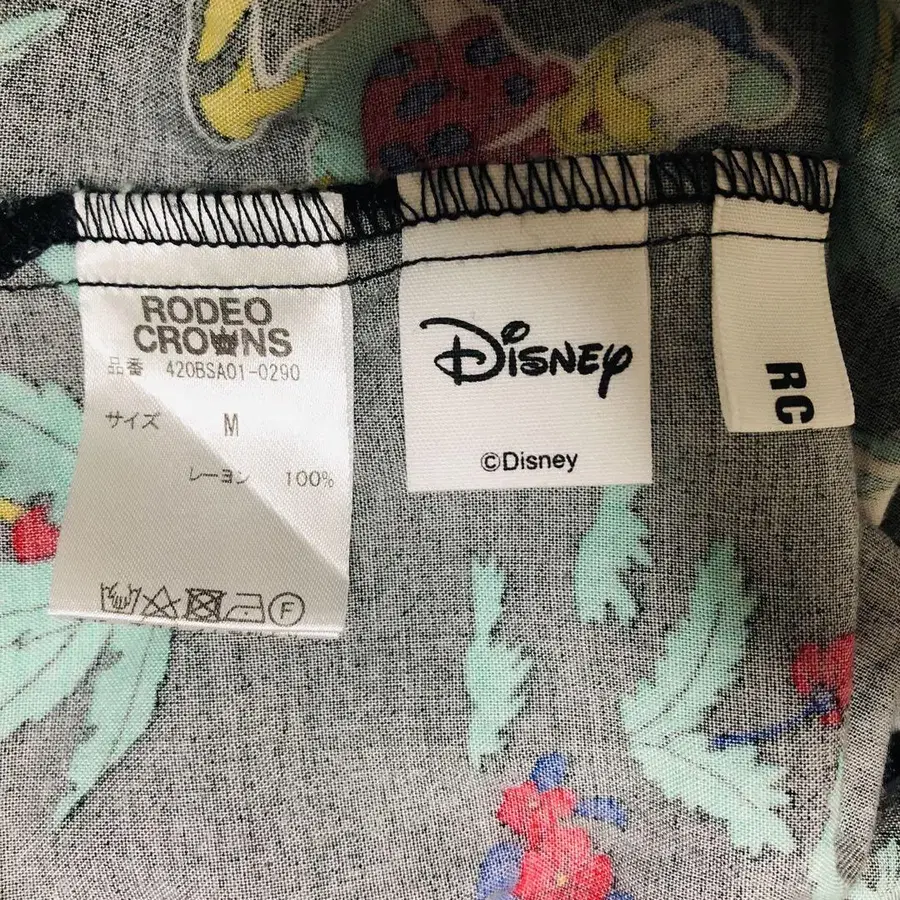 RODEO
CROWNS
品番 420BSA01-0290
サイズ M
レーヨン 100%
F
Disney
©Disney
RC